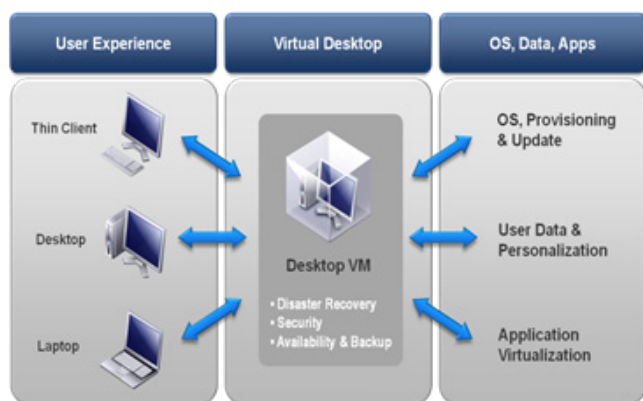 User Experience
Virtual Desktop
OS, Data, Apps
Thin Client
Desktop
Laptop
Desktop VM
• Disaster Recovery
• Security
• Availability & Backup
OS, Provisioning
& Update
User Data &
Personalization
Application
Virtualization